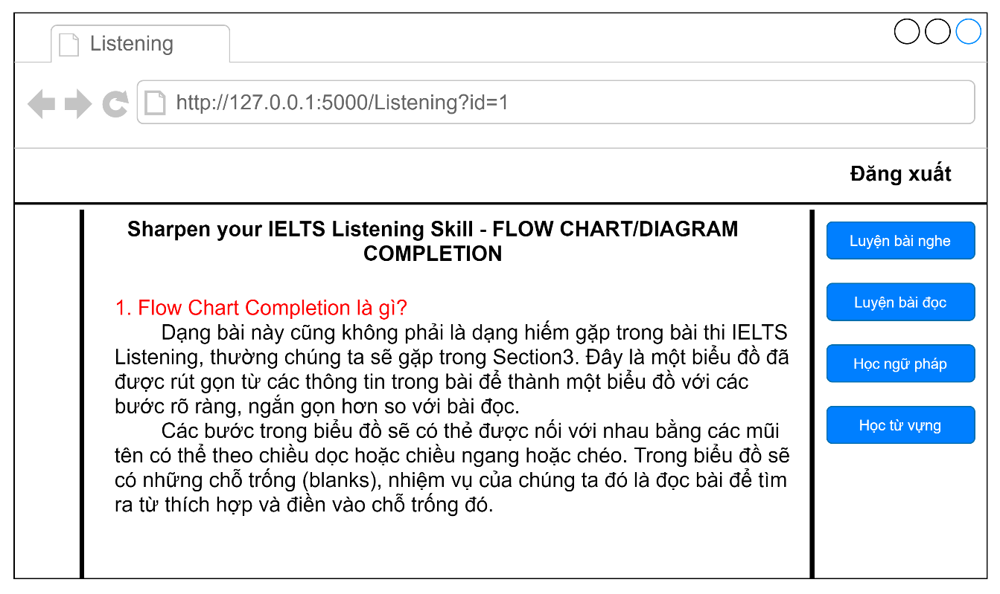 Listening
http://127.0.0.1:5000/Listening?id=1
Đăng xuất
Sharpen your IELTS Listening Skill - FLOW CHART/DIAGRAM
COMPLETION
1. Flow Chart Completion là gì?
Dạng bài này cũng không phải là dạng hiếm gặp trong bài thi IELTS
Listening, thường chúng ta sẽ gặp trong Section3. Đây là một biểu đồ đã
được rút gọn từ các thông tin trong bài để thành một biểu đồ với các
bước rõ ràng, ngắn gọn hơn so với bài đọc.
Các bước trong biểu đồ sẽ có thẻ được nối với nhau bằng các mũi
tên có thể theo chiều dọc hoặc chiều ngang hoặc chéo. Trong biểu đồ sẽ
có những chỗ trống (blanks), nhiệm vụ của chúng ta đó là đọc bài để tìm
ra từ thích hợp và điền vào chỗ trống đó.
Luyện bài nghe
Luyện bài đọc
Học ngữ pháp
Học từ vựng